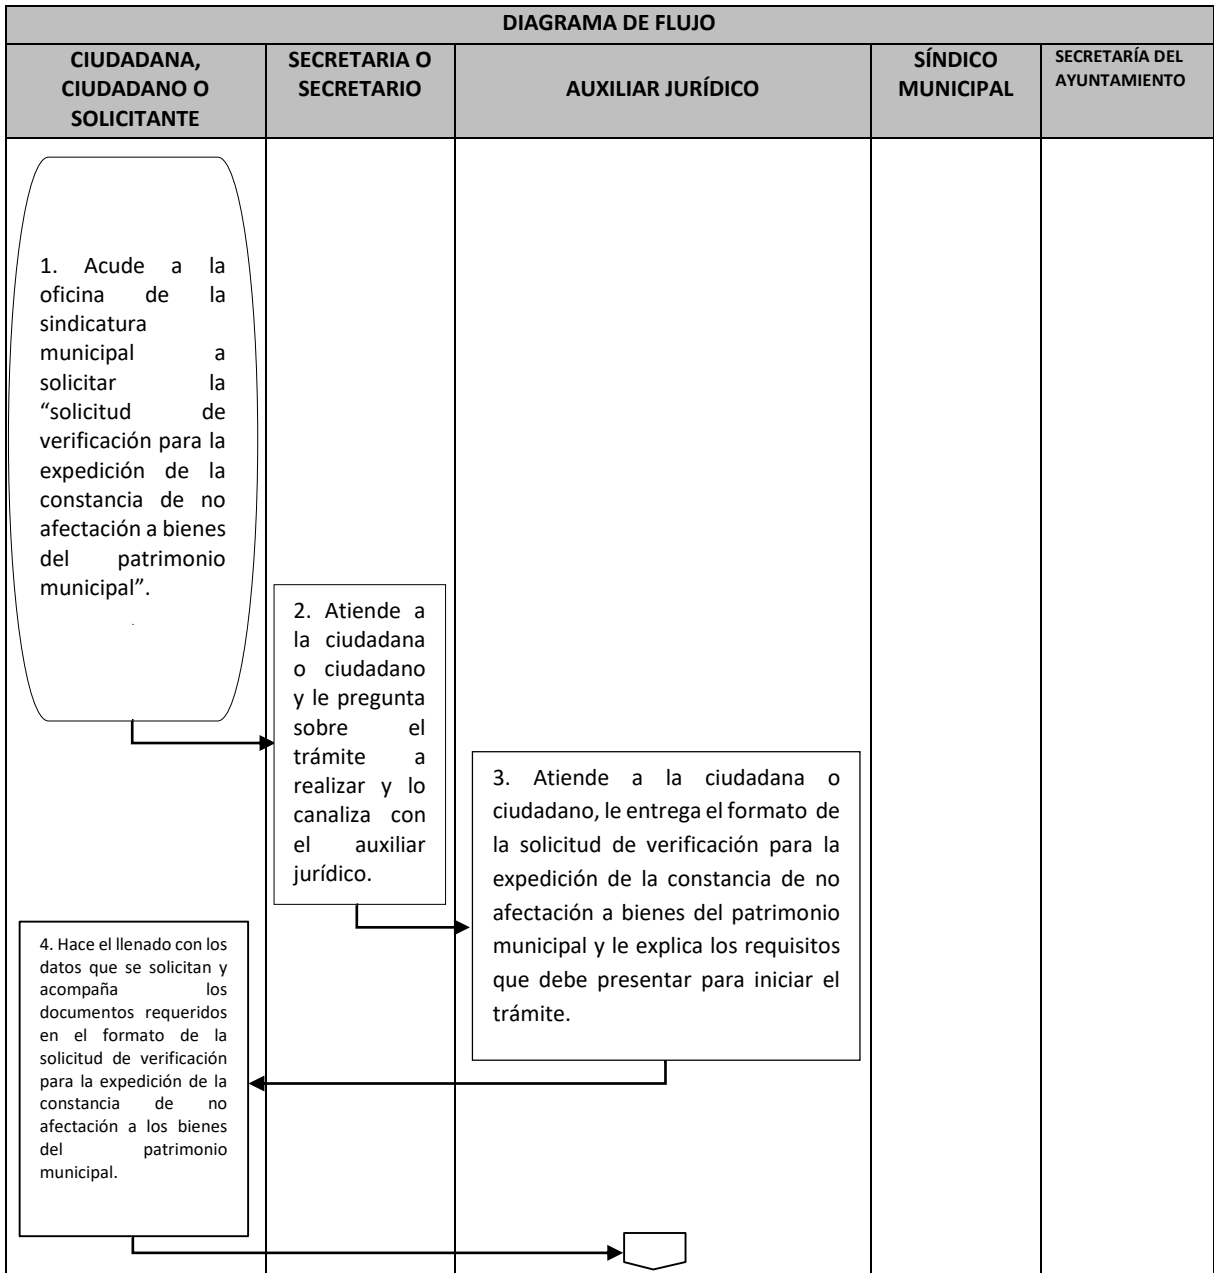 DIAGRAMA DE FLUJO
CIUDADANA,
CIUDADANO O
SOLICITANTE
SECRETARIA O
SECRETARIO
AUXILIAR JURÍDICO
SÍNDICO
MUNICIPAL
SECRETARÍA DEL
AYUNTAMIENTO
1. Acude a la
oficina de la
sindicatura
municipal a
solicitar la
“solicitud de
verificación para la
expedición de la
constancia de no
afectación a bienes
del patrimonio
municipal”.
.
2. Atiende a
la ciudadana
o ciudadano
y le pregunta
sobre el
trámite a
realizar y lo
canaliza con
el auxiliar
jurídico.
3. Atiende a la ciudadana o
ciudadano, le entrega el formato de
la solicitud de verificación para la
expedición de la constancia de no
afectación a bienes del patrimonio
municipal y le explica los requisitos
que debe presentar para iniciar el
trámite.
4. Hace el llenado con los
datos que se solicitan y
acompaña los
documentos requeridos
en el formato de la
solicitud de verificación
para la expedición de la
constancia de no
afectación a los bienes
del patrimonio
municipal.